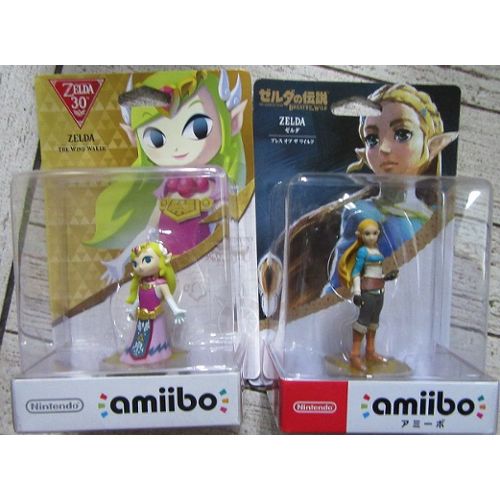 ZELDA
30th
ZELDA
THE WIND WAKER
Nintendo
amiibo
ゼルダの伝説
BREATH OF THE WILD
ZELDA
ゼルダ
ブレス オブ ザ ワイルド
Nintendo
amiibo
アミーボ